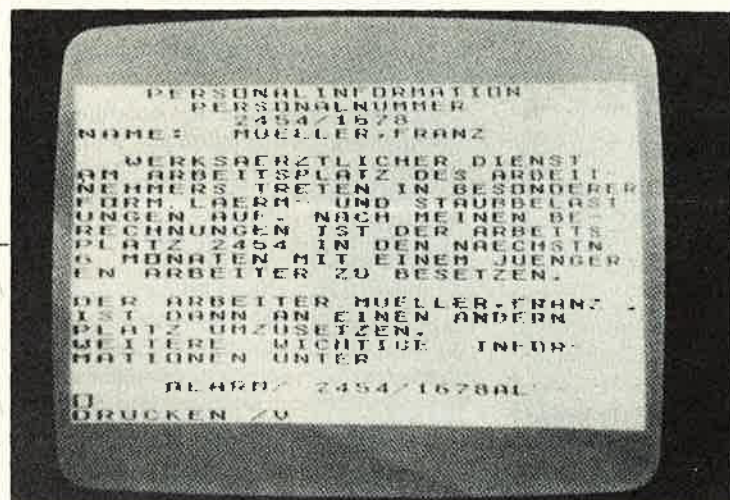 PERSONALINFORMATION
PERSONALNUMMER
2454/1678
NAME: MUELLER,FRANZ
WERKSAERZTLICHER DIENST
AM ARBEITSPLATZ DES ARBEIT-
NEHMERS TRETEN IN BESONDERER
FORM LAERM- UND STAUBBELAST
UNGEN AUF. NACH MEINEN BE-
RECHNUNGEN IST DER ARBEITS-
PLATZ 2454 IN DEN NAECHSTN
6 MONATEN MIT EINEM JUENGER-
EN ARBEITER ZU BESETZEN.
DER ARBEITER MUELLER,FRANZ
IST DANN AN EINEN ANDERN
PLATZ UMZUSETZEN.
WEITERE WICHTIGE INFOR-
MATIONEN UNTER
ALARM/ 2454/1678AL
[]
DRUCKEN /V